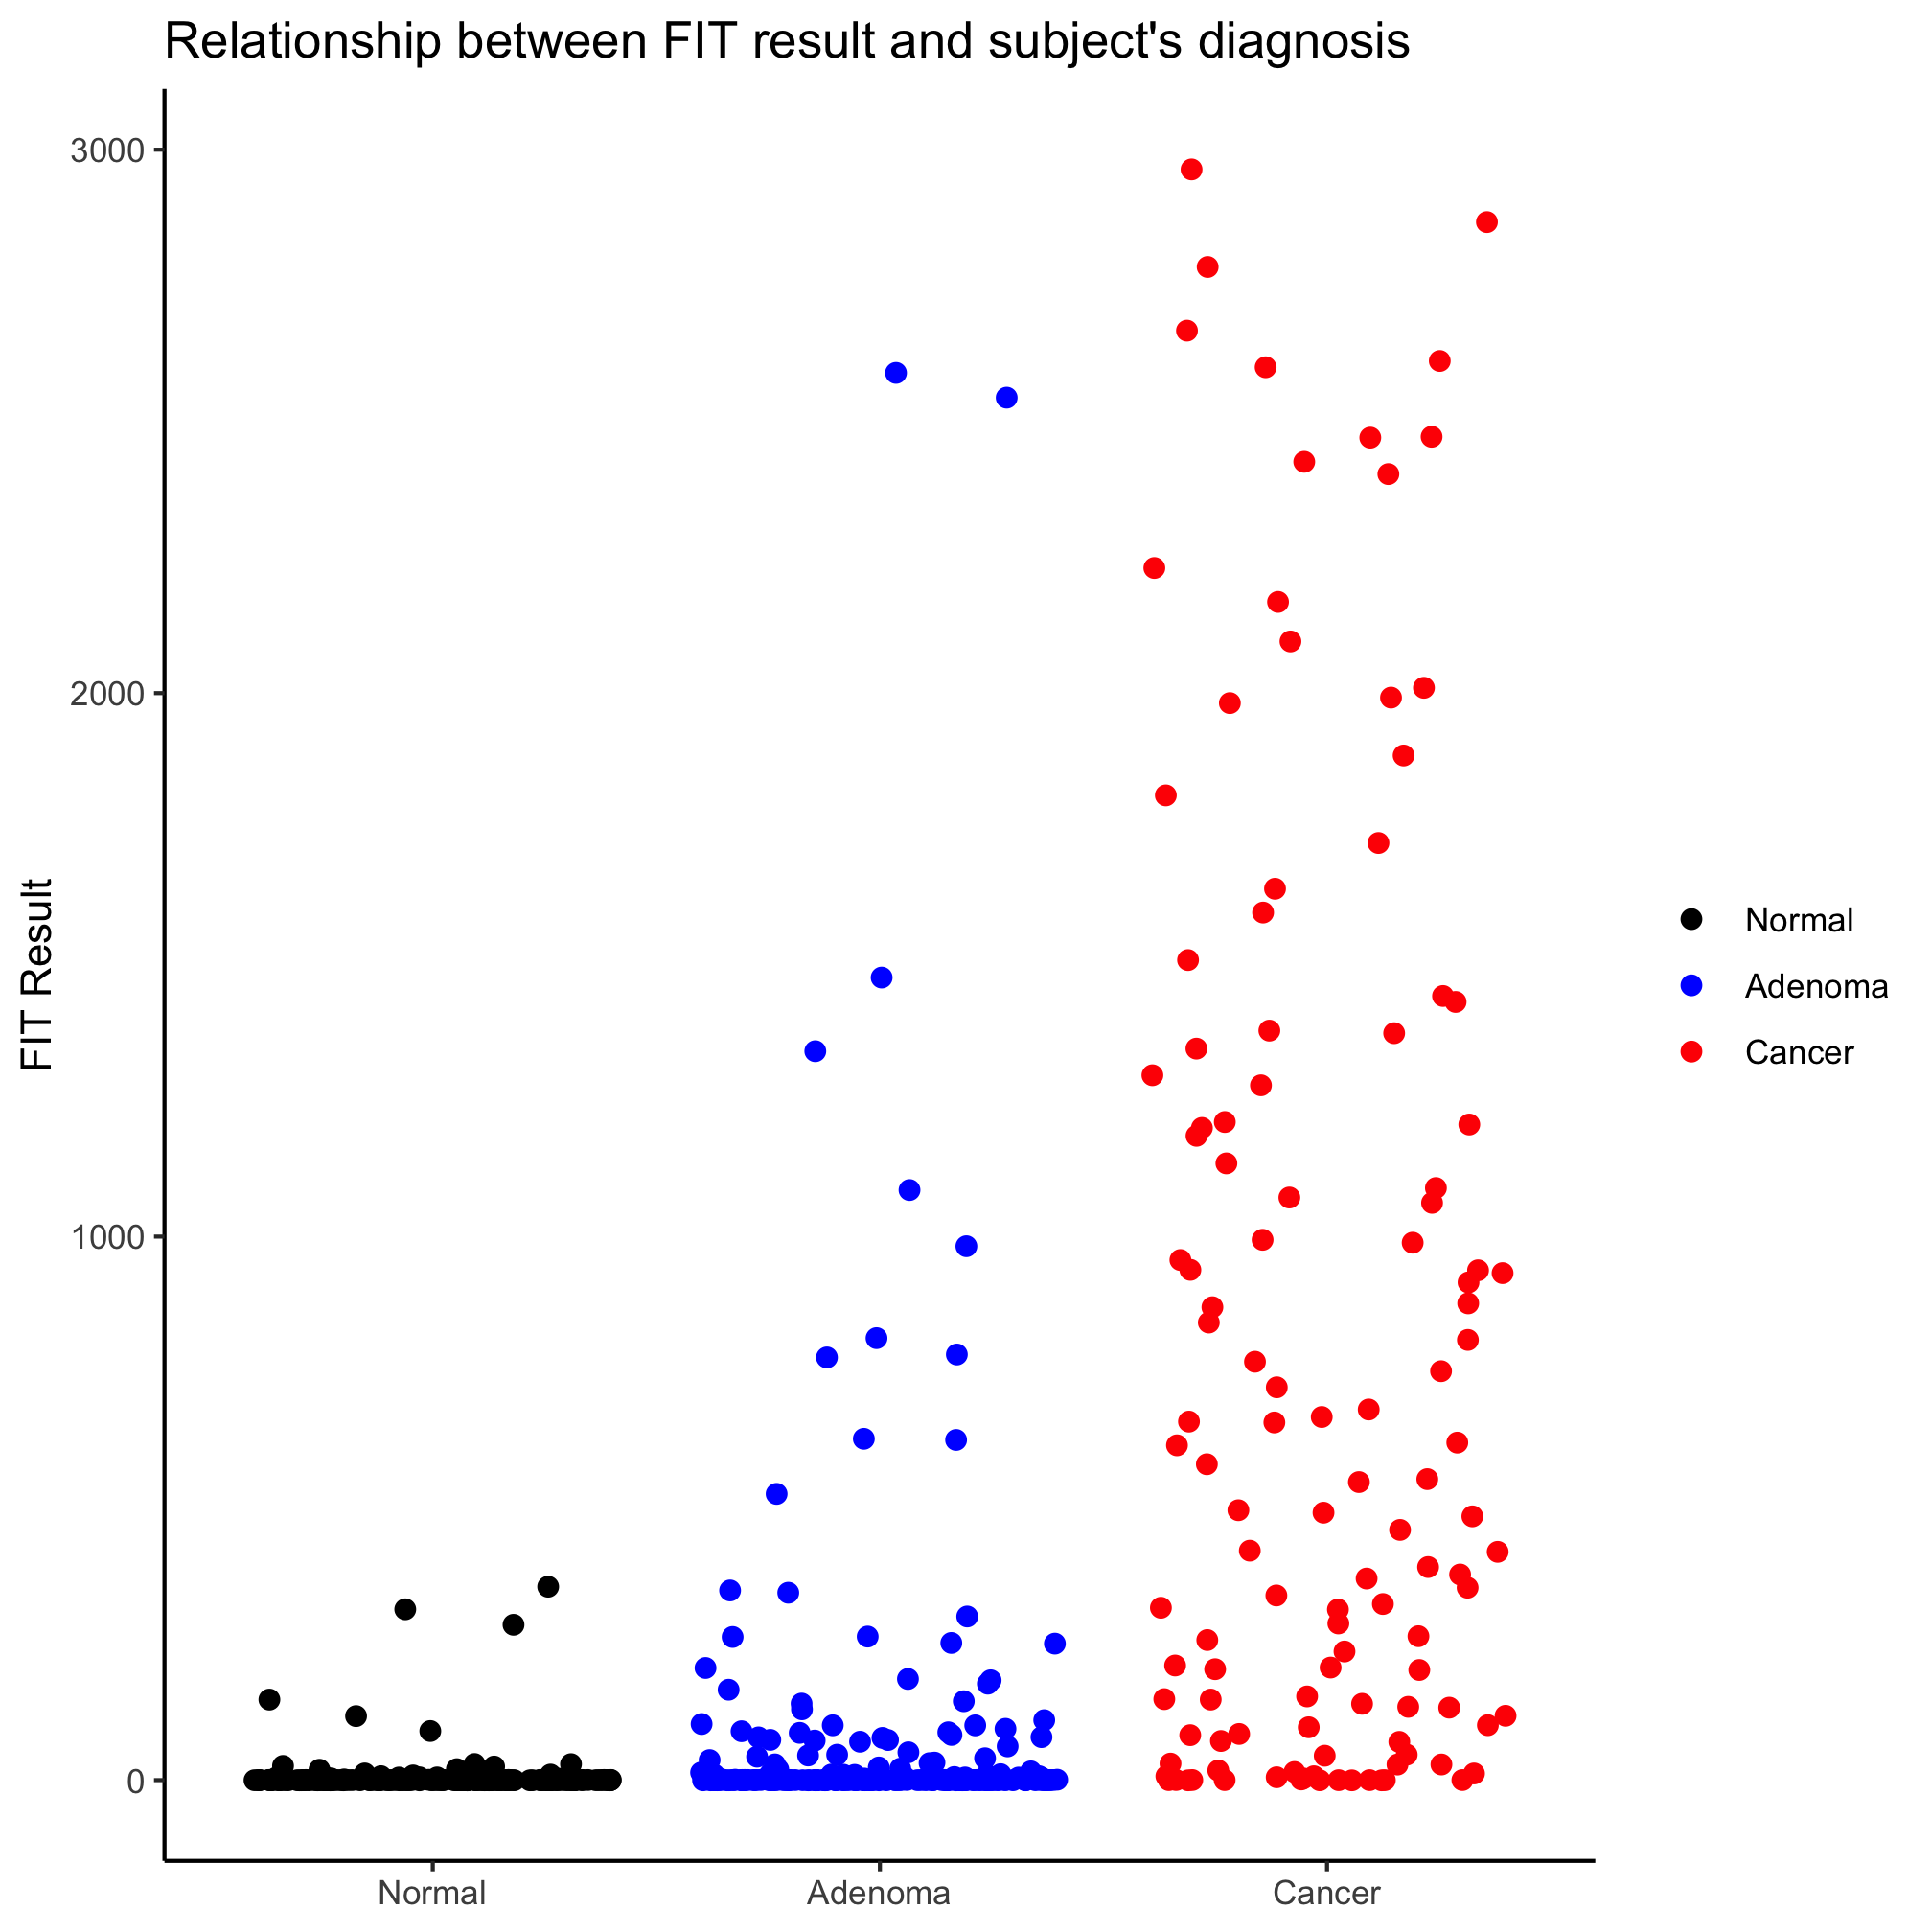 Relationship between FIT result and subject's diagnosis
3000
2000
1000
0
FIT Result
Normal
Adenoma
Cancer
Normal
Adenoma
Cancer